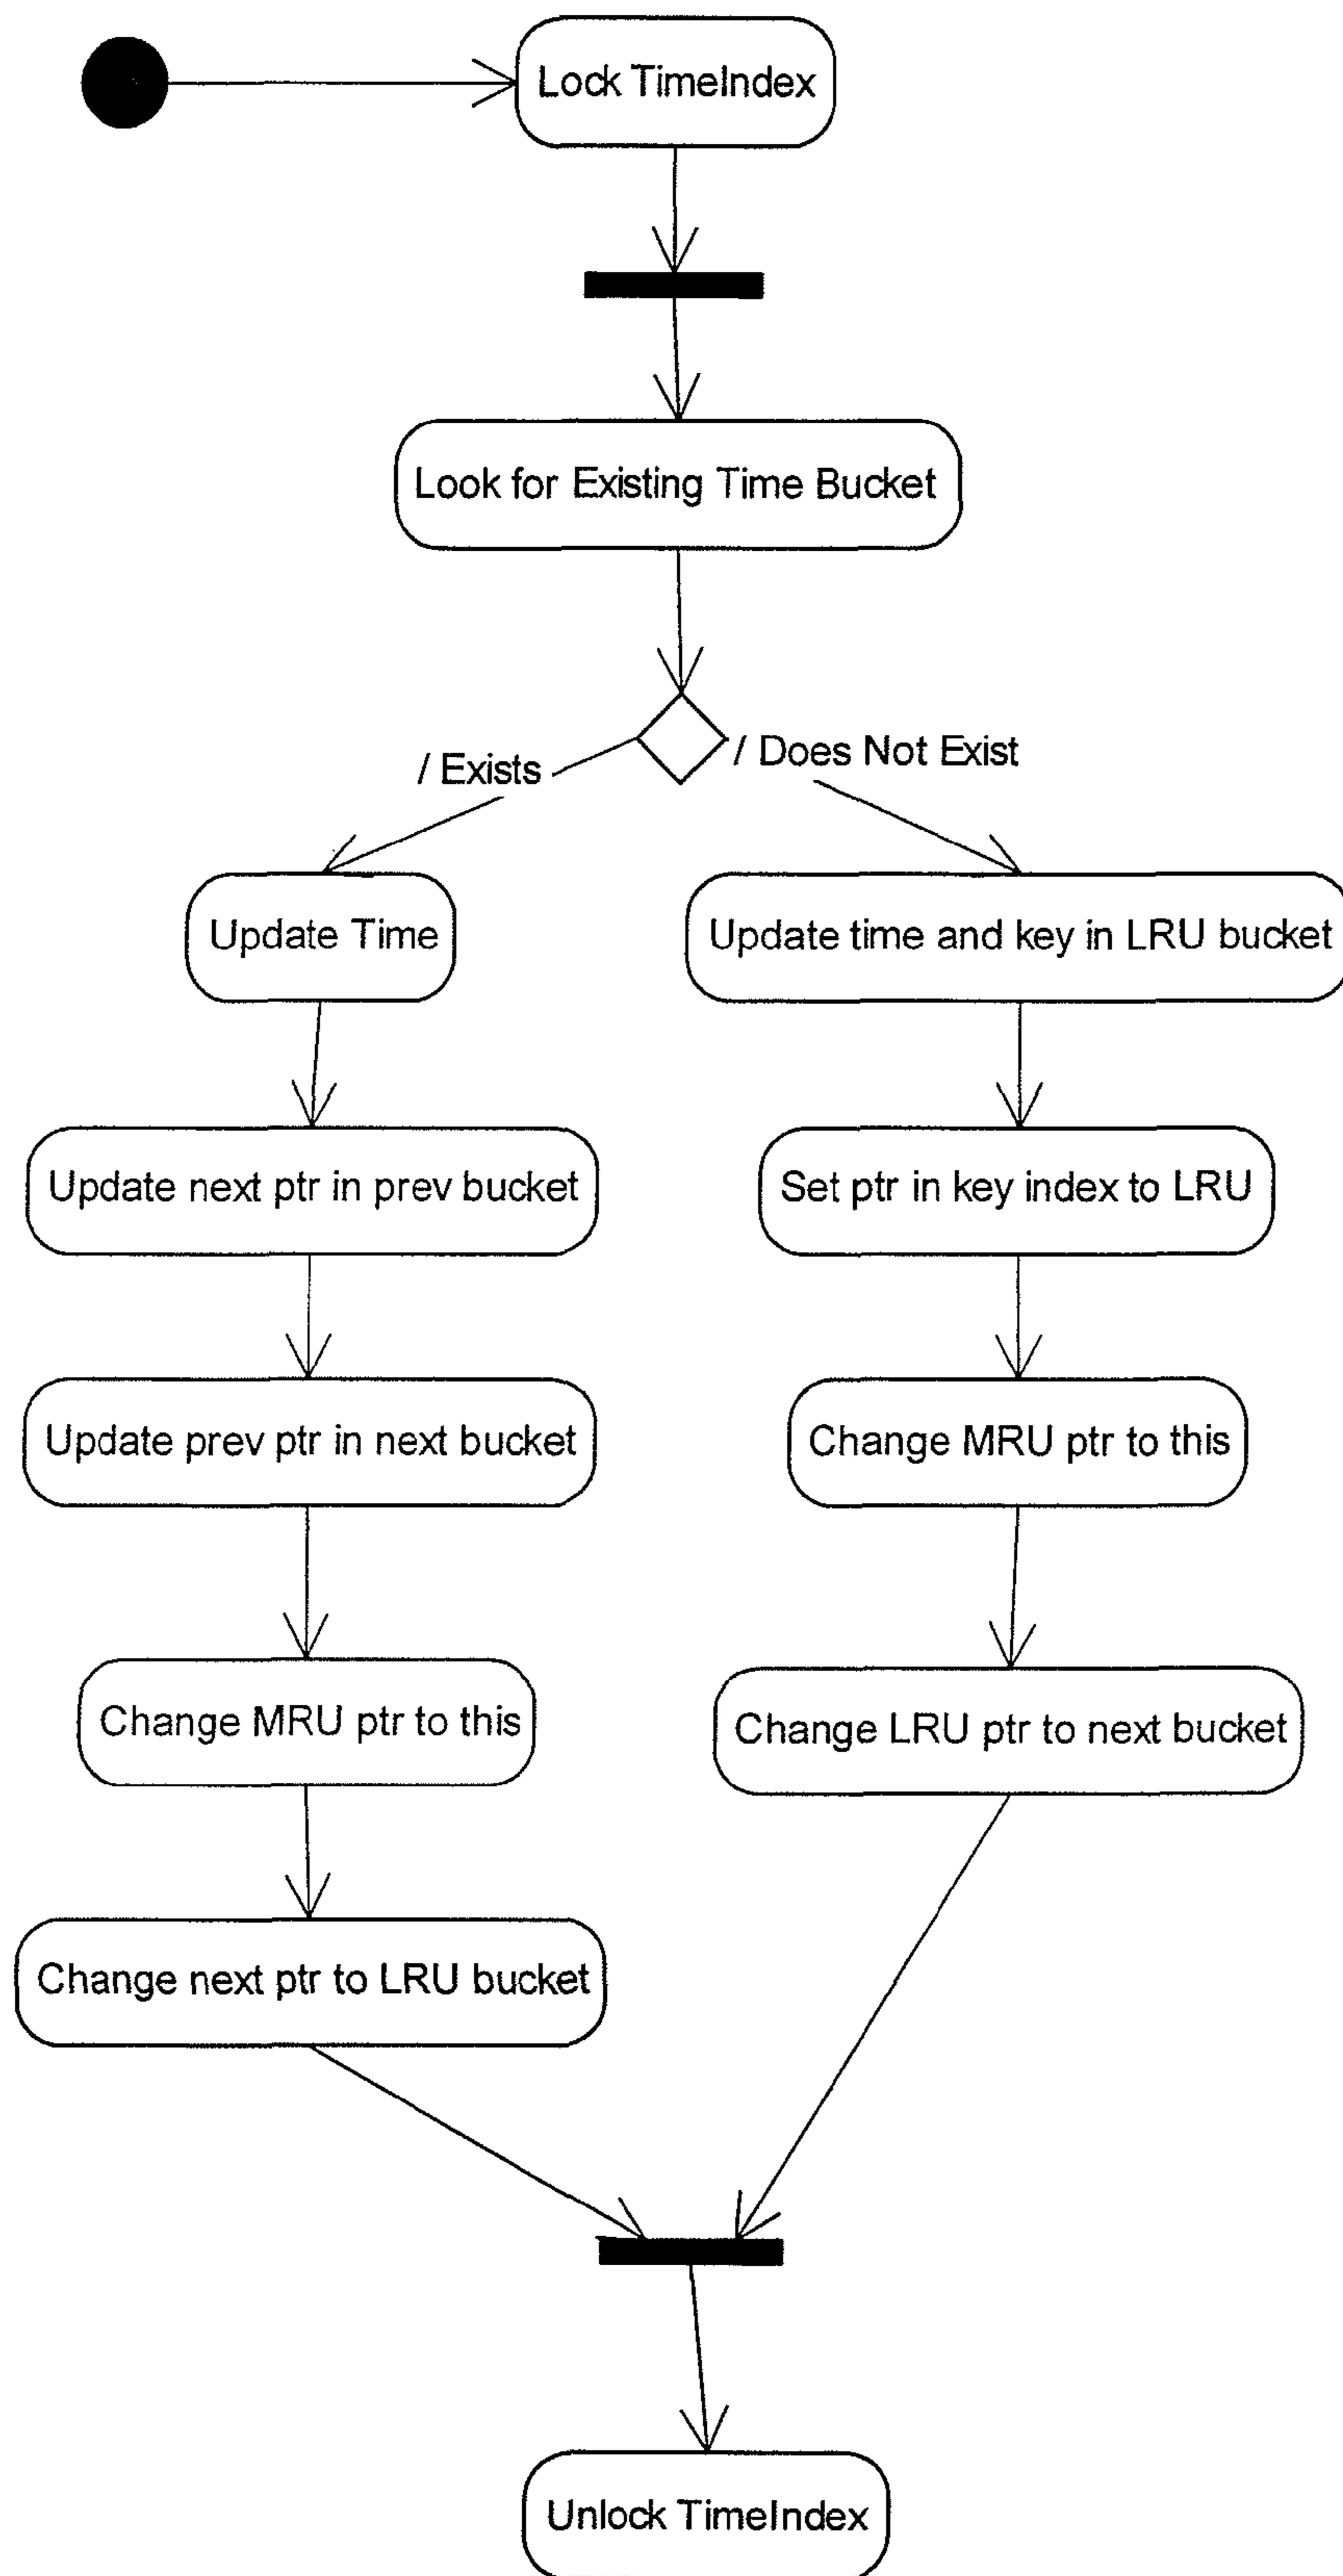 Lock TimeIndex
Look for Existing Time Bucket
/ Exists
/ Does Not Exist
Update Time
Update time and key in LRU bucket
Update next ptr in prev bucket
Set ptr in key index to LRU
Update prev ptr in next bucket
Change MRU ptr to this
Change MRU ptr to this
Change LRU ptr to next bucket
Change next ptr to LRU bucket
Unlock TimeIndex